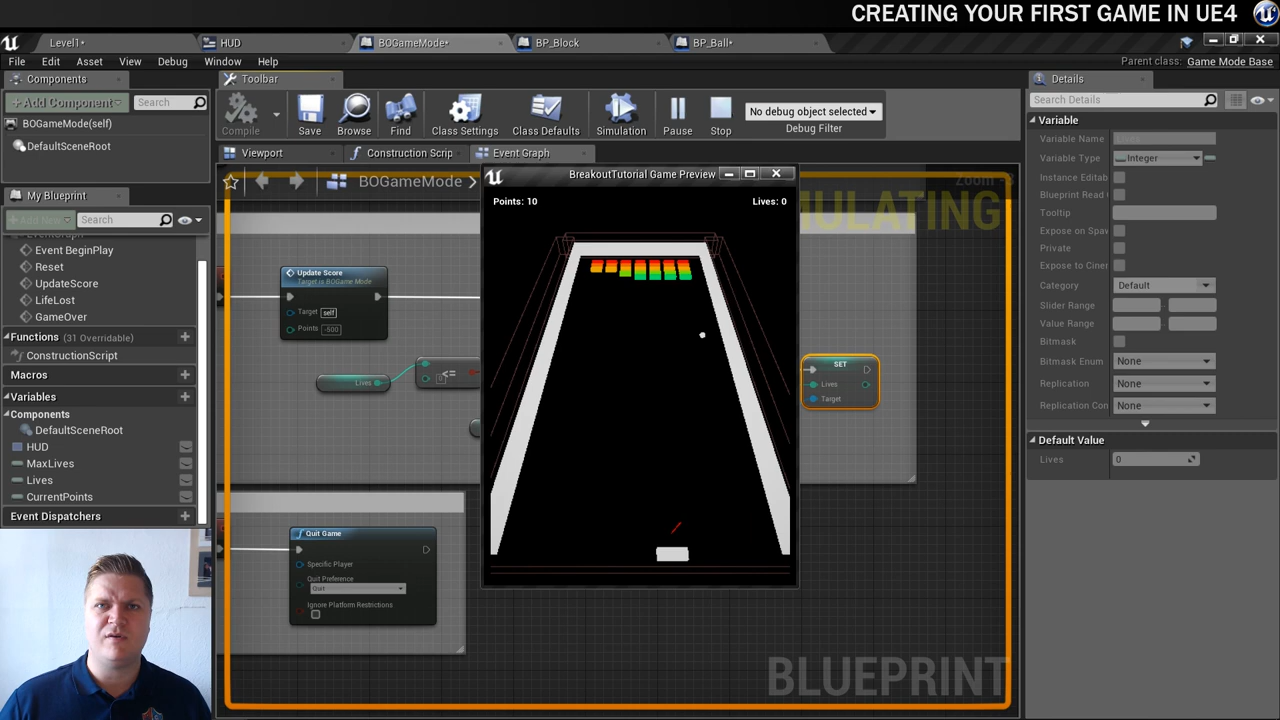 CREATING YOUR FIRST GAME IN UE4
Level1*
HUD
BOGameMode*
BP_Block
BP_Ball*
File Edit Asset View Debug Window Help
Parent class: Game Mode Base
Components
Toolbar
Details
Add Component
Search
Search Details
Compile
Save
Browse
Find
Class Settings
Class Defaults
Simulation
Pause
Stop
No debug object selected
Debug Filter
BOGameMode(self)
DefaultSceneRoot
Viewport
Construction Scrip
Event Graph
Variable
Variable Name
Variable Type Integer
Instance Editab
Blueprint Read
Tooltip
Expose on Spaw
Private
Expose to Ciner
Category Default
Slider Range
Value Range
Bitmask
Bitmask Enum None
Replication None
Replication Con None
Default Value
Lives 0
My Blueprint
Add New
Search
Event BeginPlay
Reset
UpdateScore
LifeLost
GameOver
Functions (31 Overridable)
ConstructionScript
Macros
Variables
Components
DefaultSceneRoot
HUD
MaxLives
Lives
CurrentPoints
Event Dispatchers
BOGameMode >
MULATING
Update Score
Target is BOGame Mode
Target self
Points -500
Lives
<=
BreakoutTutorial Game Preview
Points: 10
Lives: 0
SET
Lives
Target
Quit Game
Specific Player
Quit Preference
Quit
Ignore Platform Restrictions
BLUEPRINT